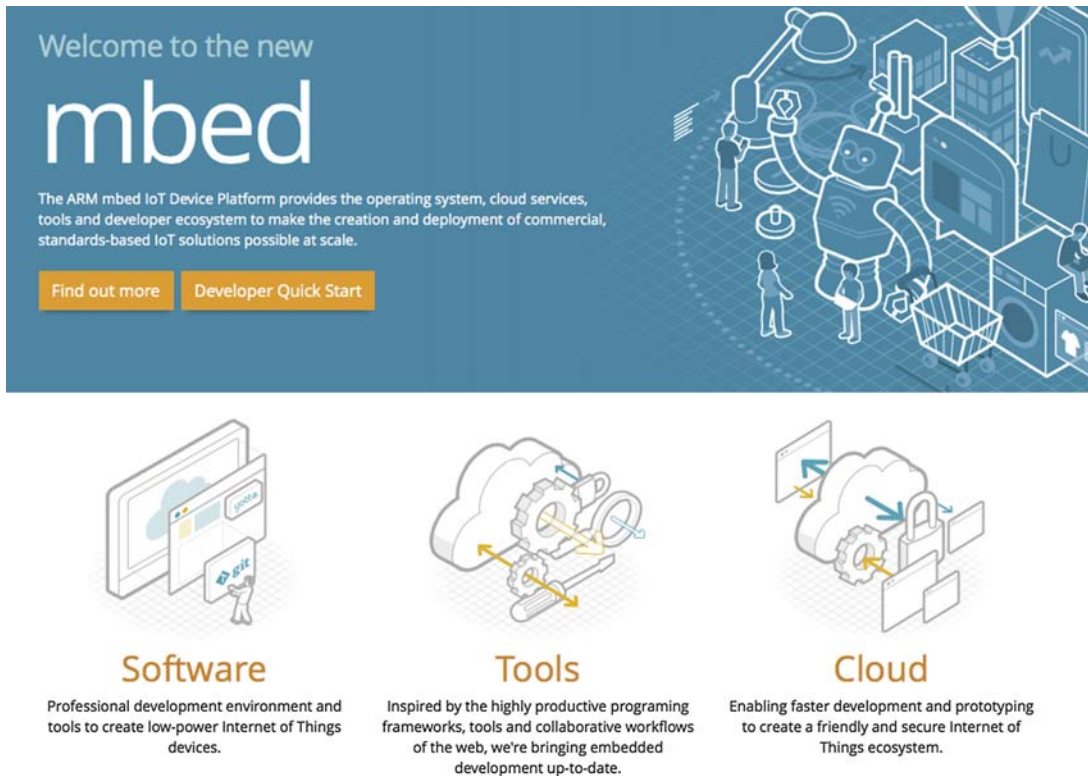 Welcome to the new
mbed
The ARM mbed IoT Device Platform provides the operating system, cloud services,
tools and developer ecosystem to make the creation and deployment of commercial,
standards-based IoT solutions possible at scale.
Find out more
Developer Quick Start
yotta
git
Software
Professional development environment and
tools to create low-power Internet of Things
devices.
Tools
Inspired by the highly productive programing
frameworks, tools and collaborative workflows
of the web, we're bringing embedded
development up-to-date.
Cloud
Enabling faster development and prototyping
to create a friendly and secure Internet of
Things ecosystem.